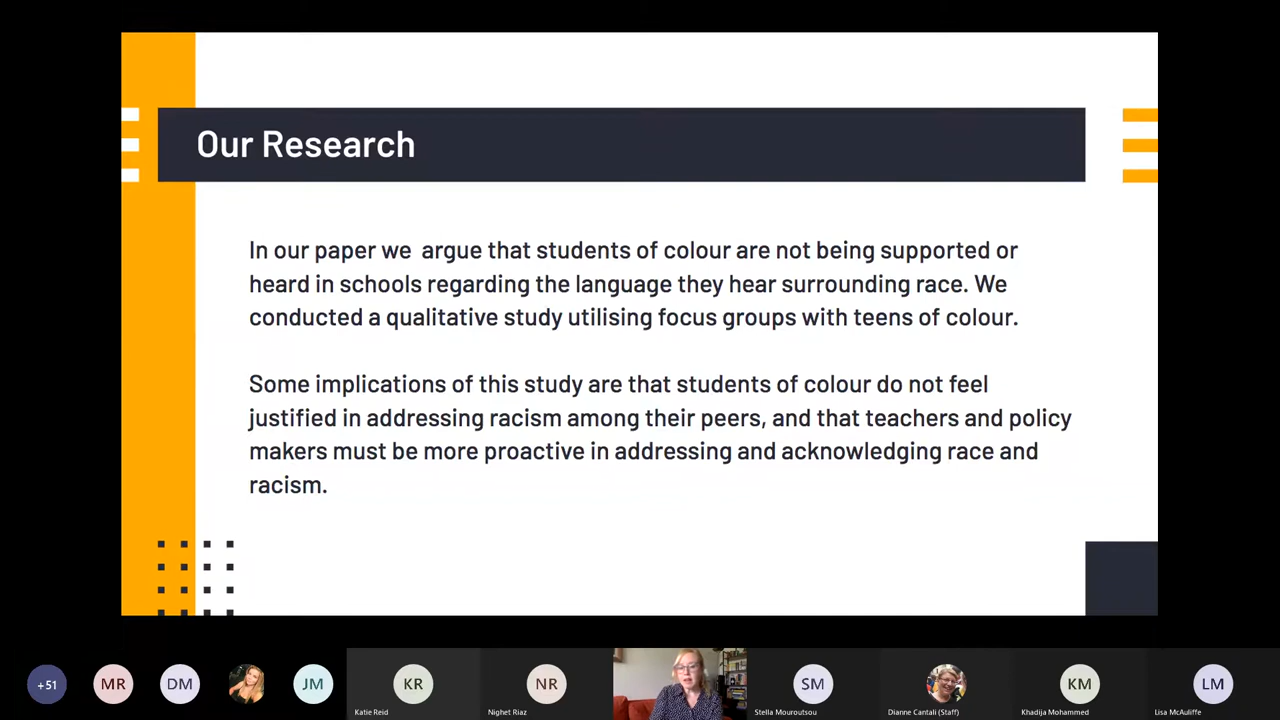 Our Research
In our paper we  argue that students of colour are not being supported or
heard in schools regarding the language they hear surrounding race. We
conducted a qualitative study utilising focus groups with teens of colour.
Some implications of this study are that students of colour do not feel
justified in addressing racism among their peers, and that teachers and policy
makers must be more proactive in addressing and acknowledging race and
racism.
+51
MR
DM
JM
KR
Katie Reid
NR
Nighet Riaz
SM
Stella Mouroutsou
Dianne Cantali (Staff)
KM
Khadija Mohammed
LM
Lisa McAuliffe